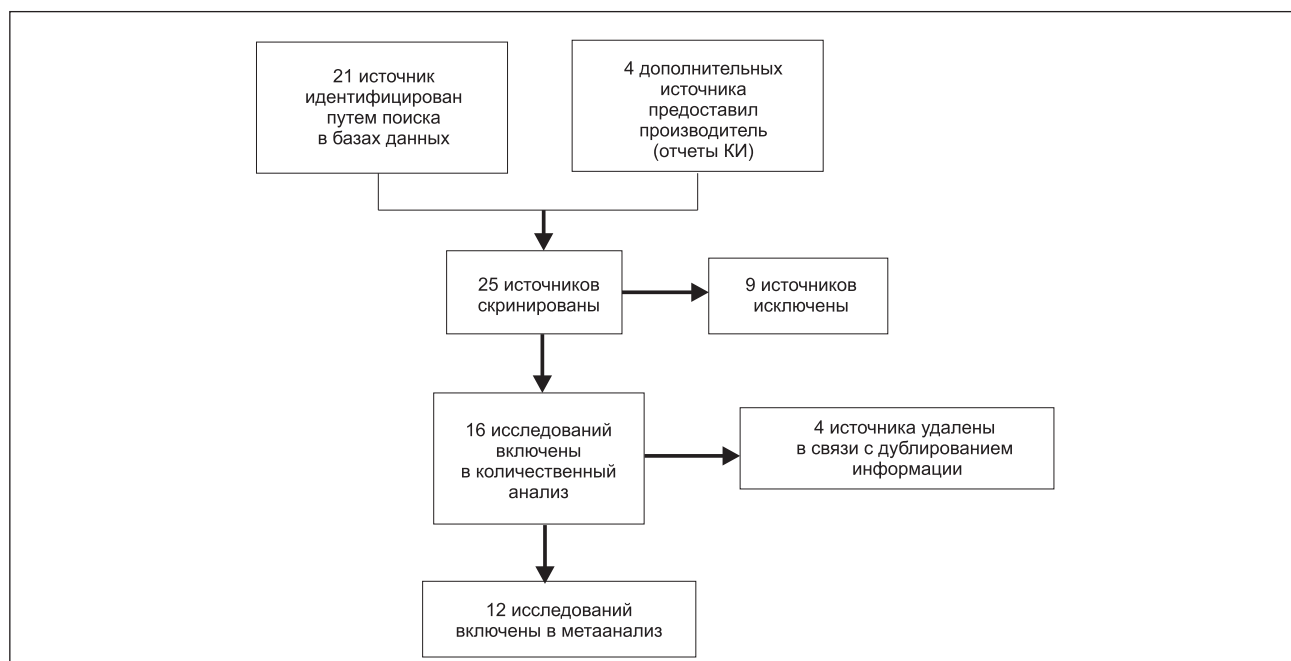 21 источник
идентифицирован
путем поиска
в базах данных
4 дополнительных
источника
предоставил
производитель
(отчеты КИ)
25 источников
скринированы
9 источников
исключены
16 исследований
включены
в количественный
анализ
4 источника удалены
в связи с дублированием
информации
12 исследований
включены в метаанализ